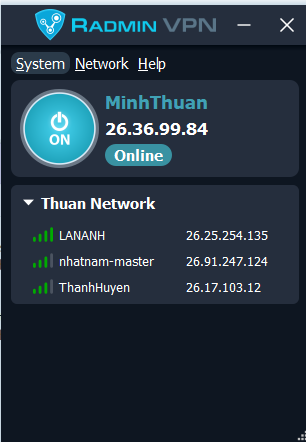 RADMIN VPN
System Network Help
MinhThuan
26.36.99.84
ON
Online
Thuan Network
LANANH 26.25.254.135
nhatnam-master 26.91.247.124
ThanhHuyen 26.17.103.12